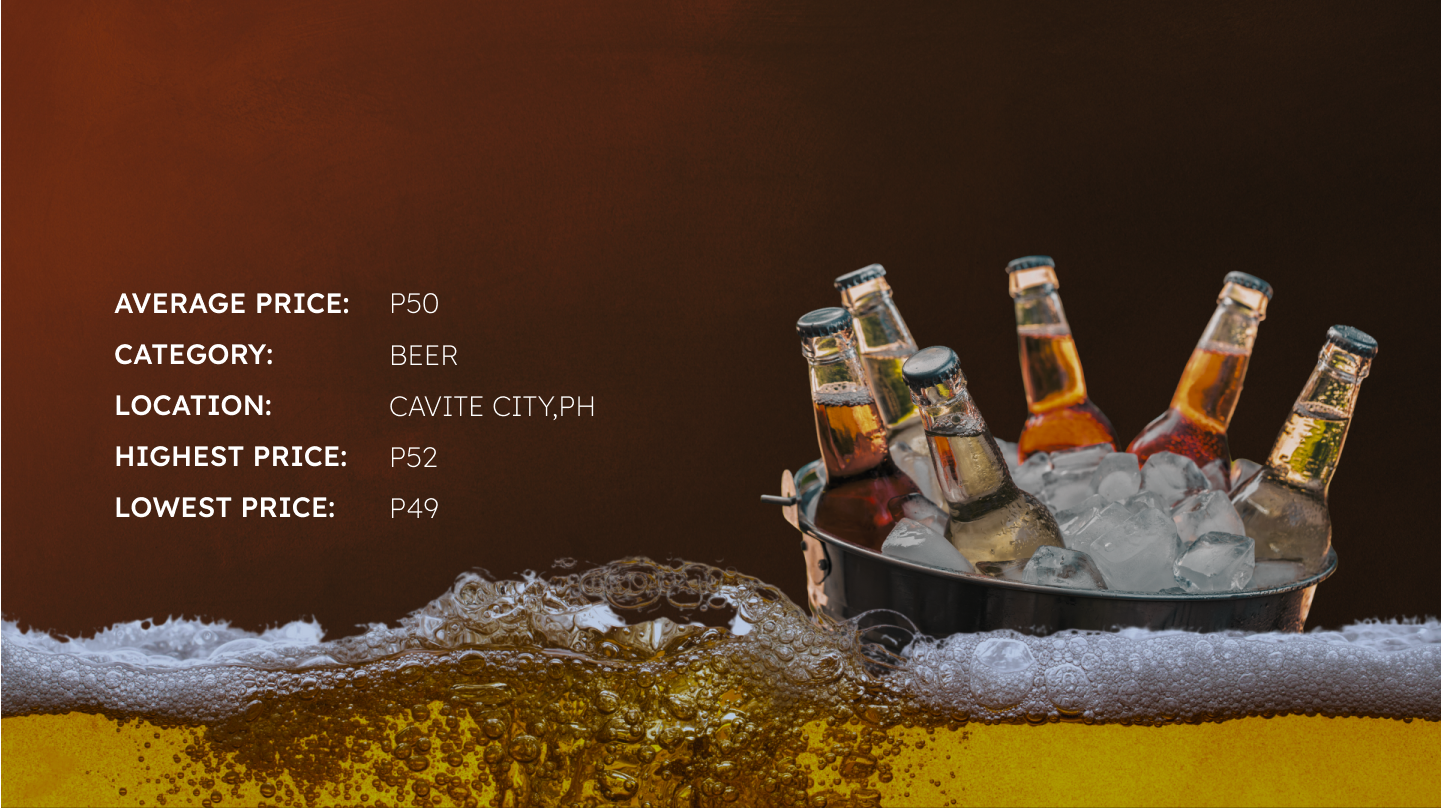 AVERAGE PRICE: P50
CATEGORY: BEER
LOCATION: CAVITE CITY,PH
HIGHEST PRICE: P52
LOWEST PRICE: P49